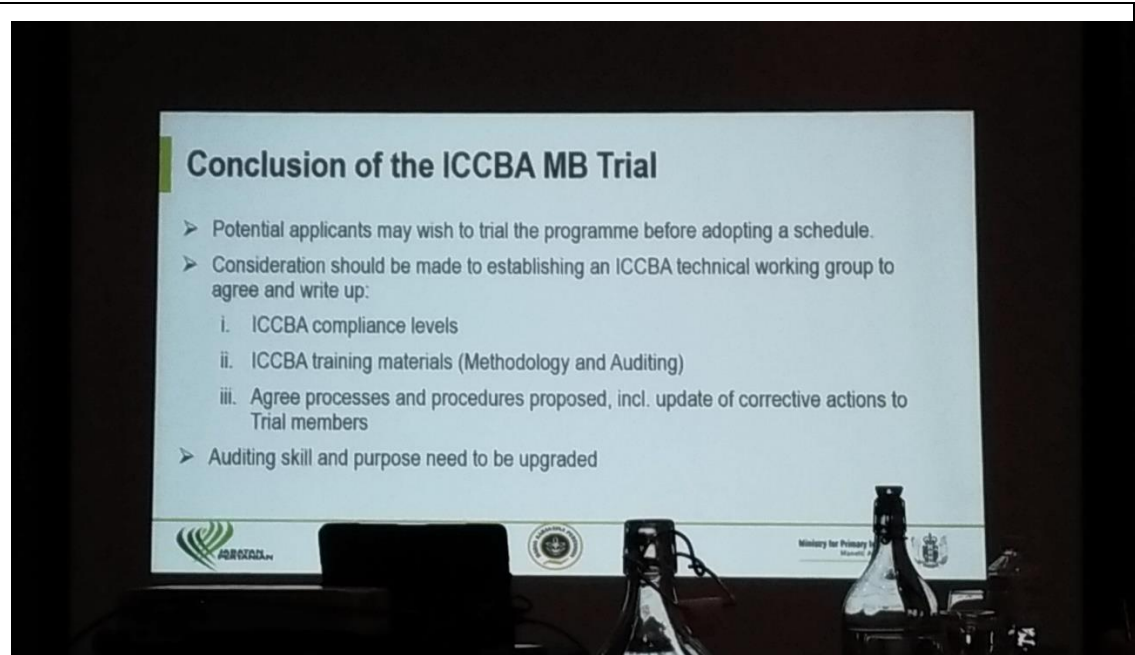 Conclusion of the ICCBA MB Trial
➤ Potential applicants may wish to trial the programme before adopting a schedule.
➤ Consideration should be made to establishing an ICCBA technical working group to
agree and write up:
i. ICCBA compliance levels
ii. ICCBA training materials (Methodology and Auditing)
iii. Agree processes and procedures proposed, incl. update of corrective actions to
Trial members
➤ Auditing skill and purpose need to be upgraded
JABATAN
PERTANIAN
Ministry for Primary